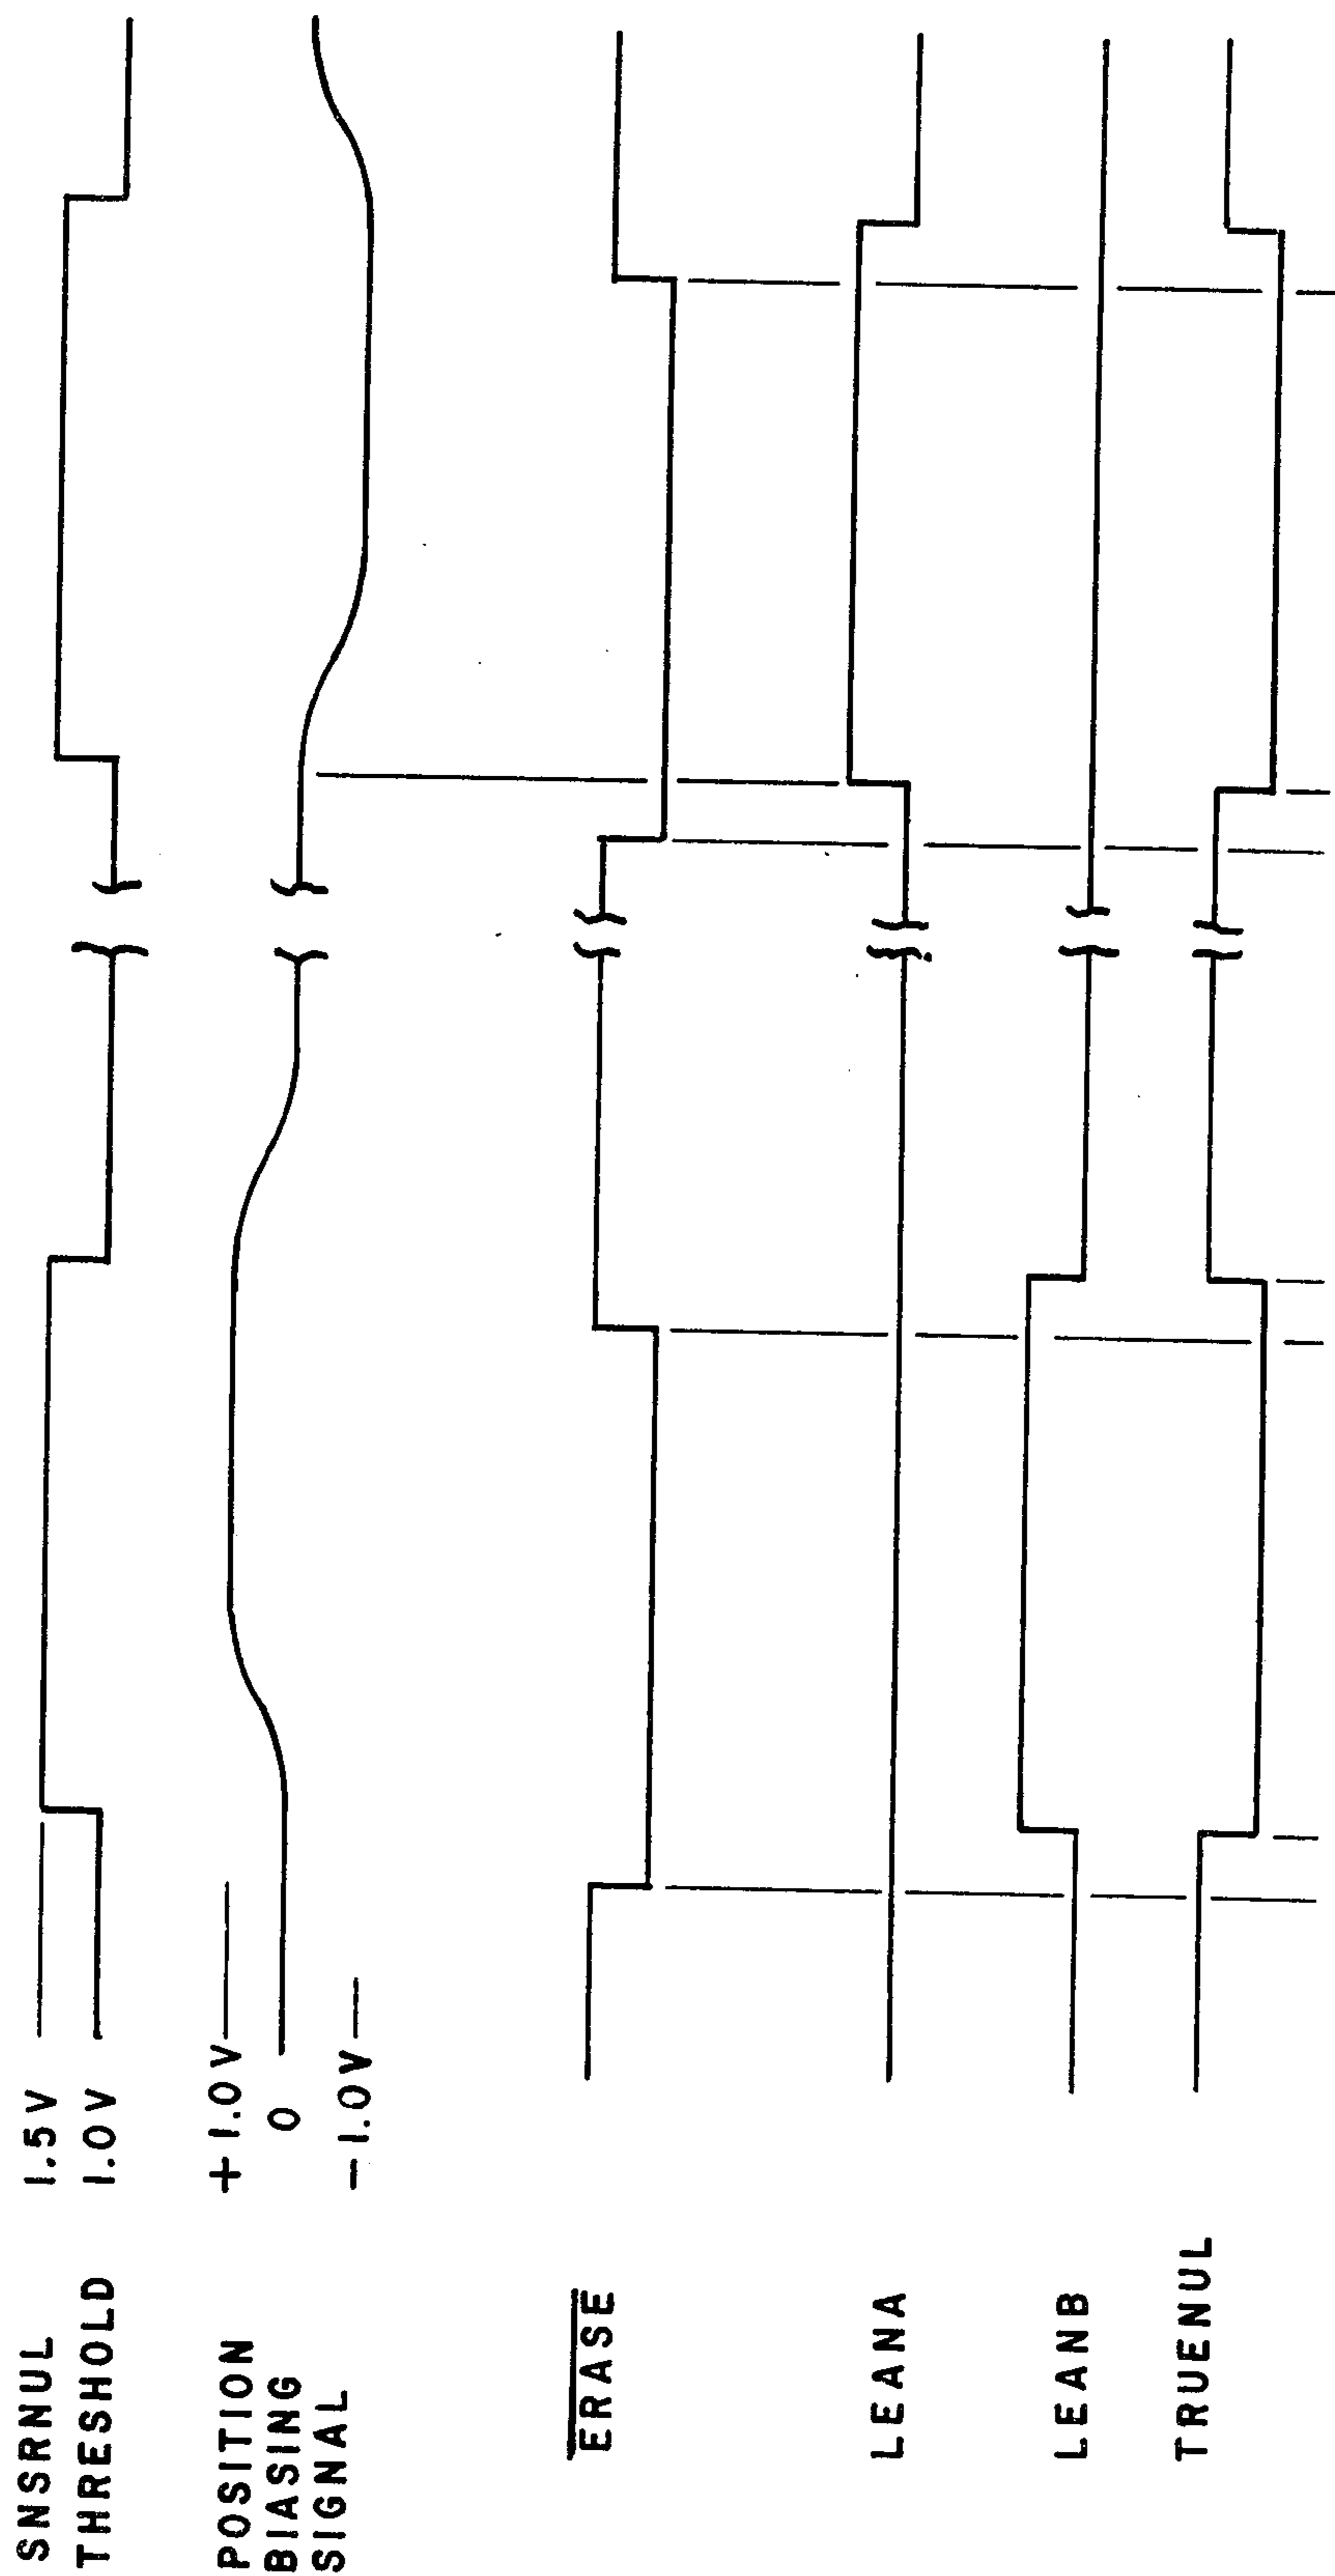 SNSRNUL 1.5V
THRESHOLD 1.0V
POSITION +1.0V
BIASING 0
SIGNAL -1.0V
ERASE
LEANA
LEANB
TRUENUL